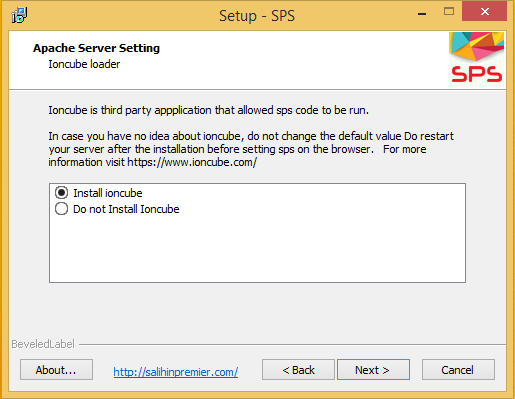 Setup - SPS
Apache Server Setting
Ioncube loader
SPS
Ioncube is third party appplication that allowed sps code to be run.
In case you have no idea about ioncube, do not change the default value Do restart
your server after the installation before setting sps on the browser.   For more
information visit https://www.ioncube.com/
Install ioncube
Do not Install Ioncube
BeveledLabel
About...
http://salihinpremier.com/
< Back
Next >
Cancel